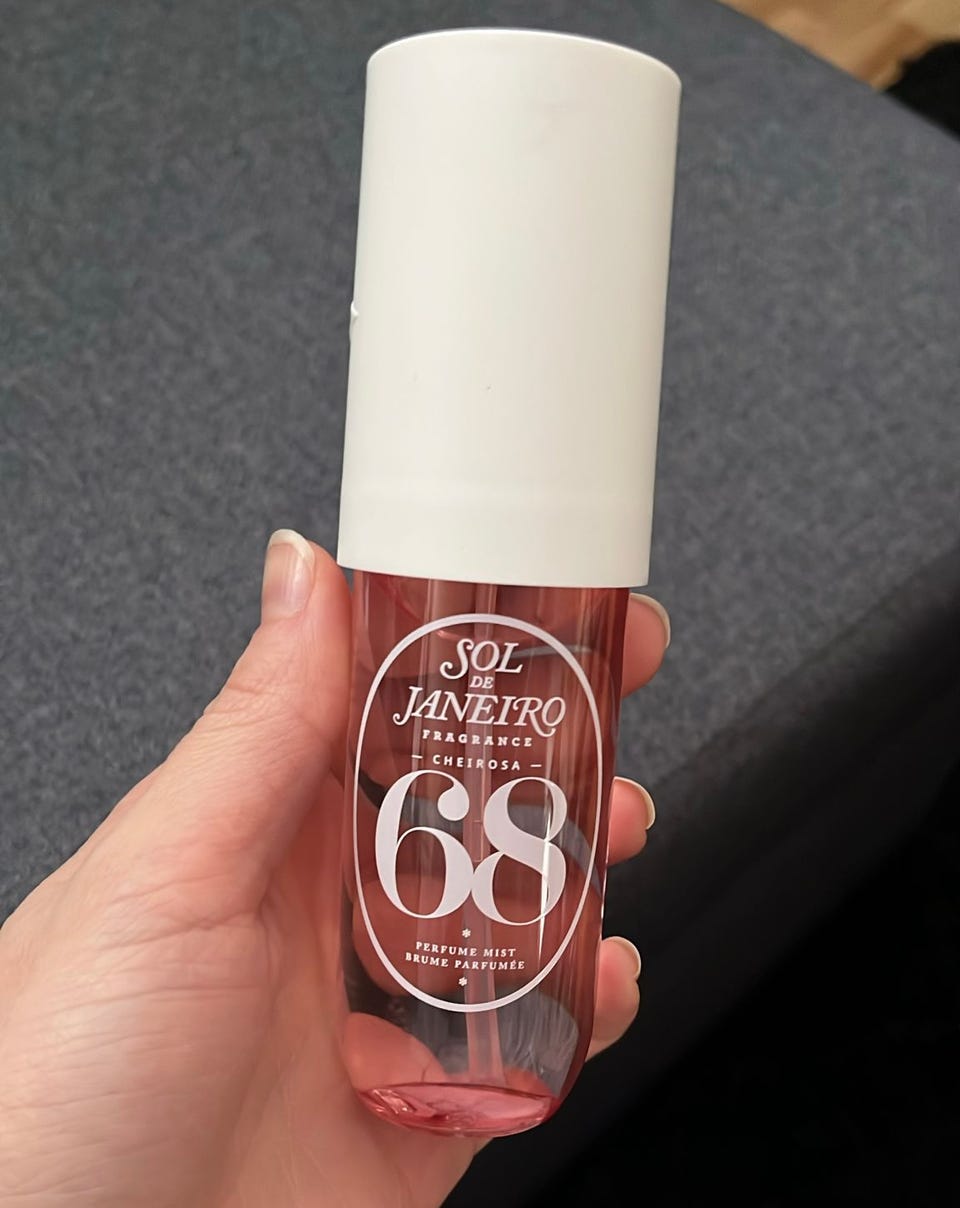 SOL
DE
JANEIRO
FRAGRANCE
— CHEIROSA —
68
PERFUME MIST
BRUME PARFUMÉE